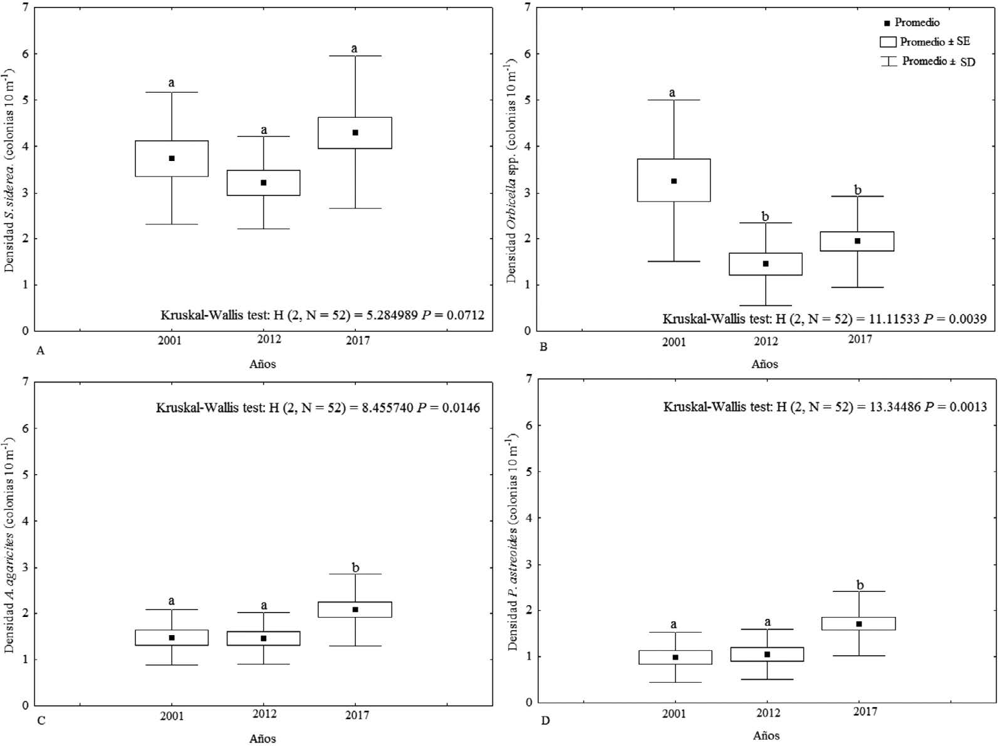 7
6
5
4
3
2
1
0
Densidad S. siderea. (colonias 10 m⁻¹)
a
a
a
Kruskal-Wallis test: H (2, N = 52) = 5.284989 P = 0.0712
2001
2012
2017
A
Años
7
6
5
4
3
2
1
0
Densidad Orbicella spp. (colonias 10 m⁻¹)
Promedio
Promedio ± SE
Promedio ± SD
a
b
b
Kruskal-Wallis test: H (2, N = 52) = 11.11533 P = 0.0039
2001
2012
2017
B
Años
7
6
5
4
3
2
1
0
Densidad A. agaricites (colonias 10 m⁻¹)
Kruskal-Wallis test: H (2, N = 52) = 8.455740 P = 0.0146
a
a
b
2001
2012
2017
C
Años
7
6
5
4
3
2
1
0
Densidad P. astreoides (colonias 10 m⁻¹)
Kruskal-Wallis test: H (2, N = 52) = 13.34486 P = 0.0013
a
a
b
2001
2012
2017
D
Años